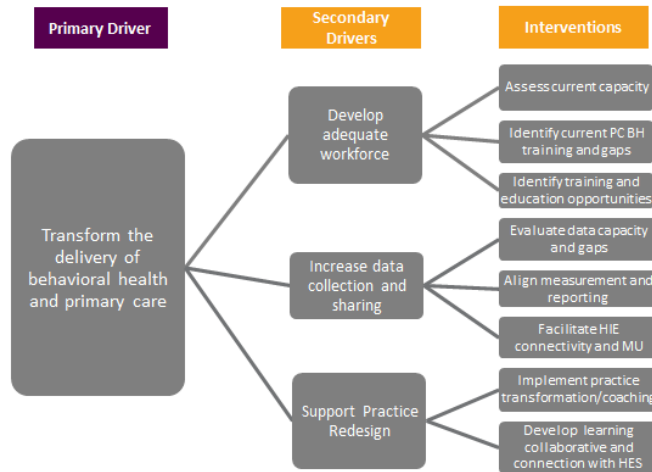 Primary Driver
Secondary
Drivers
Interventions
Transform the
delivery of
behavioral health
and primary care
Develop
adequate
workforce
Assess current capacity
Identify current PC BH
training and gaps
Identify training and
education opportunities
Increase data
collection and
sharing
Evaluate data capacity
and gaps
Align measurement and
reporting
Facilitate HIE
connectivity and MU
Support Practice
Redesign
Implement practice
transformation/coaching
Develop learning
collaborative and
connection with HES